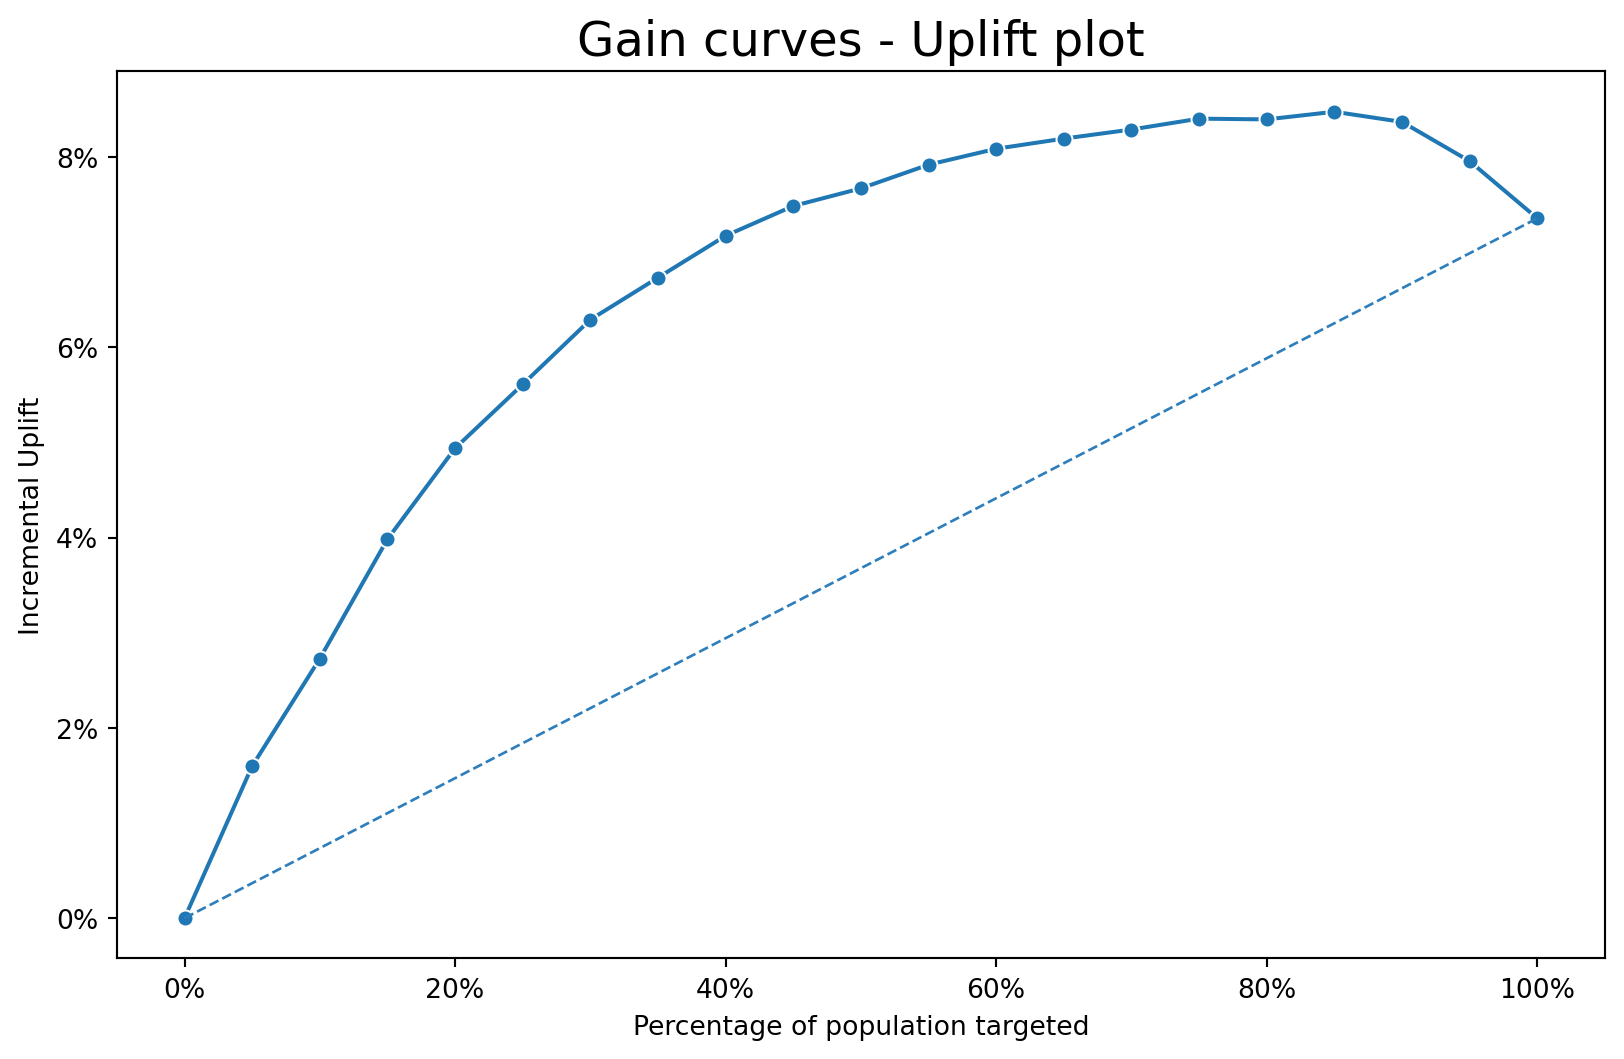 Gain curves - Uplift plot
8%
6%
4%
2%
0%
Incremental Uplift
0% 20% 40% 60% 80% 100%
Percentage of population targeted